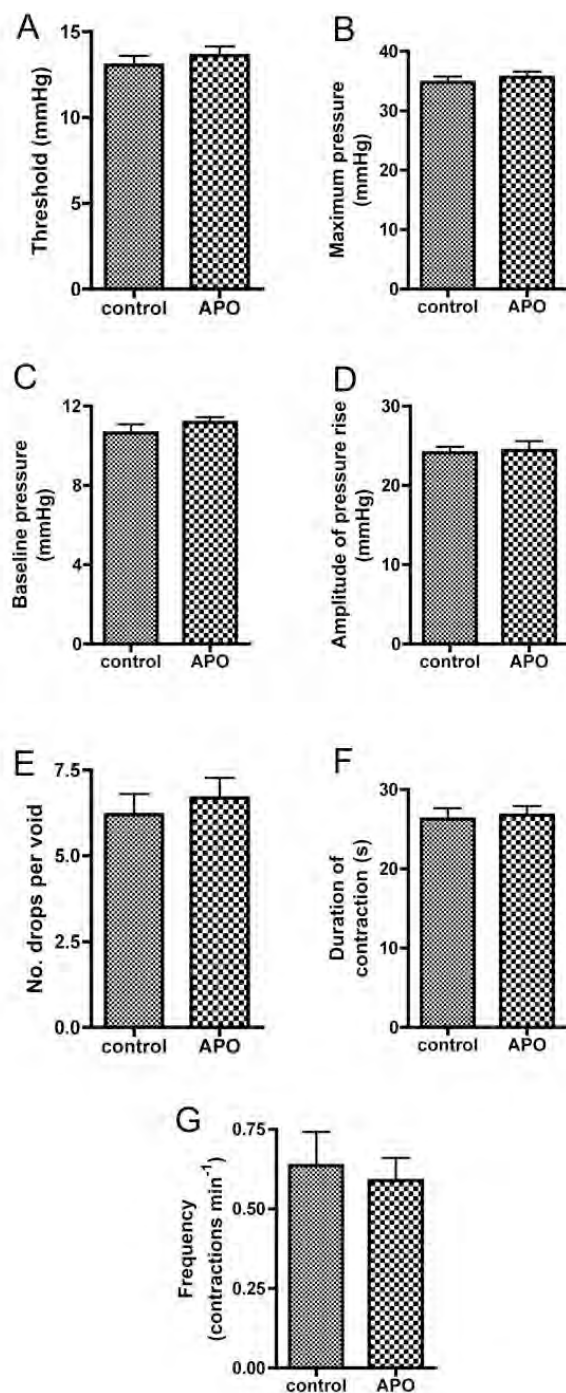 A
Threshold (mmHg)
15
10
5
0
control
APO
B
Maximum pressure
(mmHg)
40
30
20
10
0
control
APO
C
Baseline pressure
(mmHg)
12
8
4
0
control
APO
D
Amplitude of pressure rise
(mmHg)
30
20
10
0
control
APO
E
No. drops per void
7.5
5.0
2.5
0.0
control
APO
F
Duration of
contraction (s)
30
20
10
0
control
APO
G
Frequency
(contractions min⁻¹)
0.75
0.50
0.25
0.00
control
APO